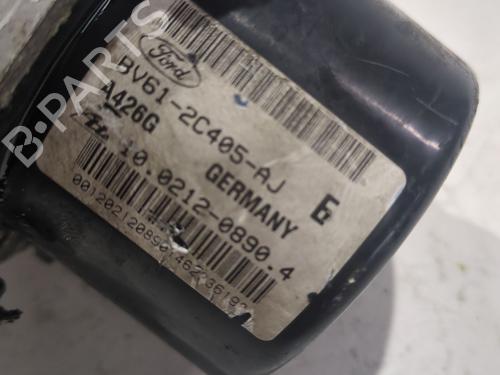 Ford
BV61-2C405-AJ
A426G
GERMANY
E
10.0212-0890.4
B-PARTS